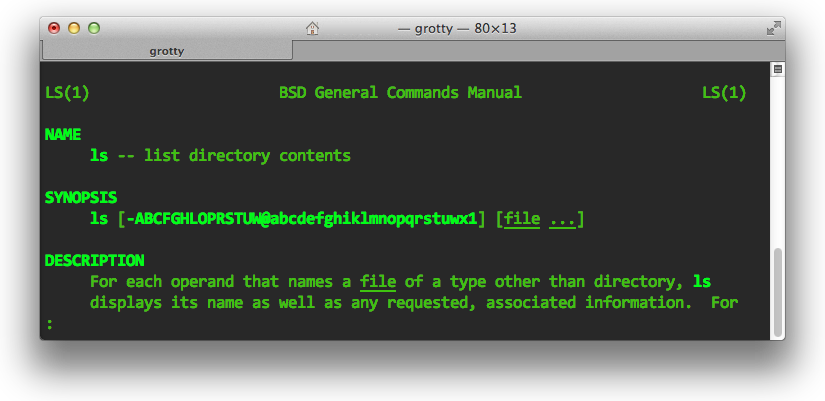 — grotty — 80×13
grotty
LS(1) BSD General Commands Manual LS(1)
NAME
ls -- list directory contents
SYNOPSIS
ls [-ABCFGHLOPRSTUW@abcdefghiklmnopqrstuwx1] [file ...]
DESCRIPTION
For each operand that names a file of a type other than directory, ls
displays its name as well as any requested, associated information. For
: